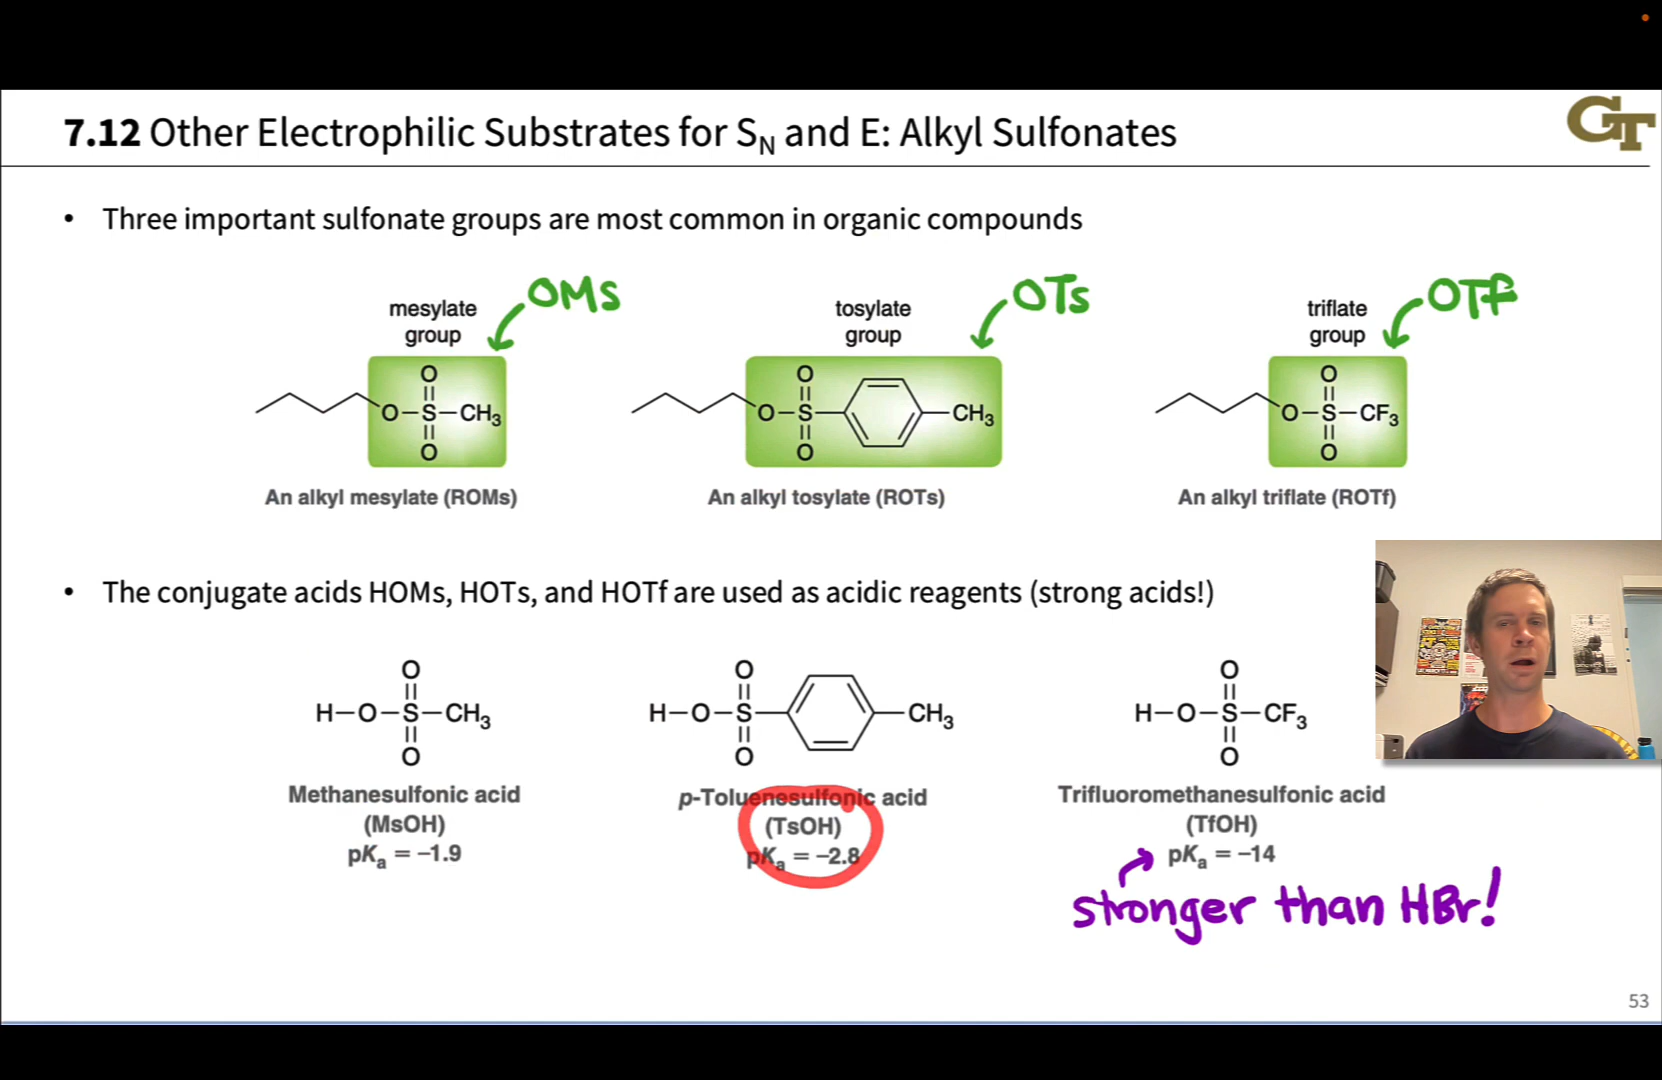 7.12 Other Electrophilic Substrates for SN and E: Alkyl Sulfonates
GT
• Three important sulfonate groups are most common in organic compounds
mesylate
group
OMs
tosylate
group
OTs
triflate
group
OTf
O
O–S–CH3
O
An alkyl mesylate (ROMs)
O
O–S–CH3
O
An alkyl tosylate (ROTs)
O
O–S–CF3
O
An alkyl triflate (ROTf)
• The conjugate acids HOMs, HOTs, and HOTf are used as acidic reagents (strong acids!)
O
H–O–S–CH3
O
Methanesulfonic acid
(MsOH)
pKa = –1.9
O
H–O–S–CH3
O
p-Toluenesulfonic acid
(TsOH)
pKa = –2.8
O
H–O–S–CF3
O
Trifluoromethanesulfonic acid
(TfOH)
pKa = –14
stronger than HBr!
53